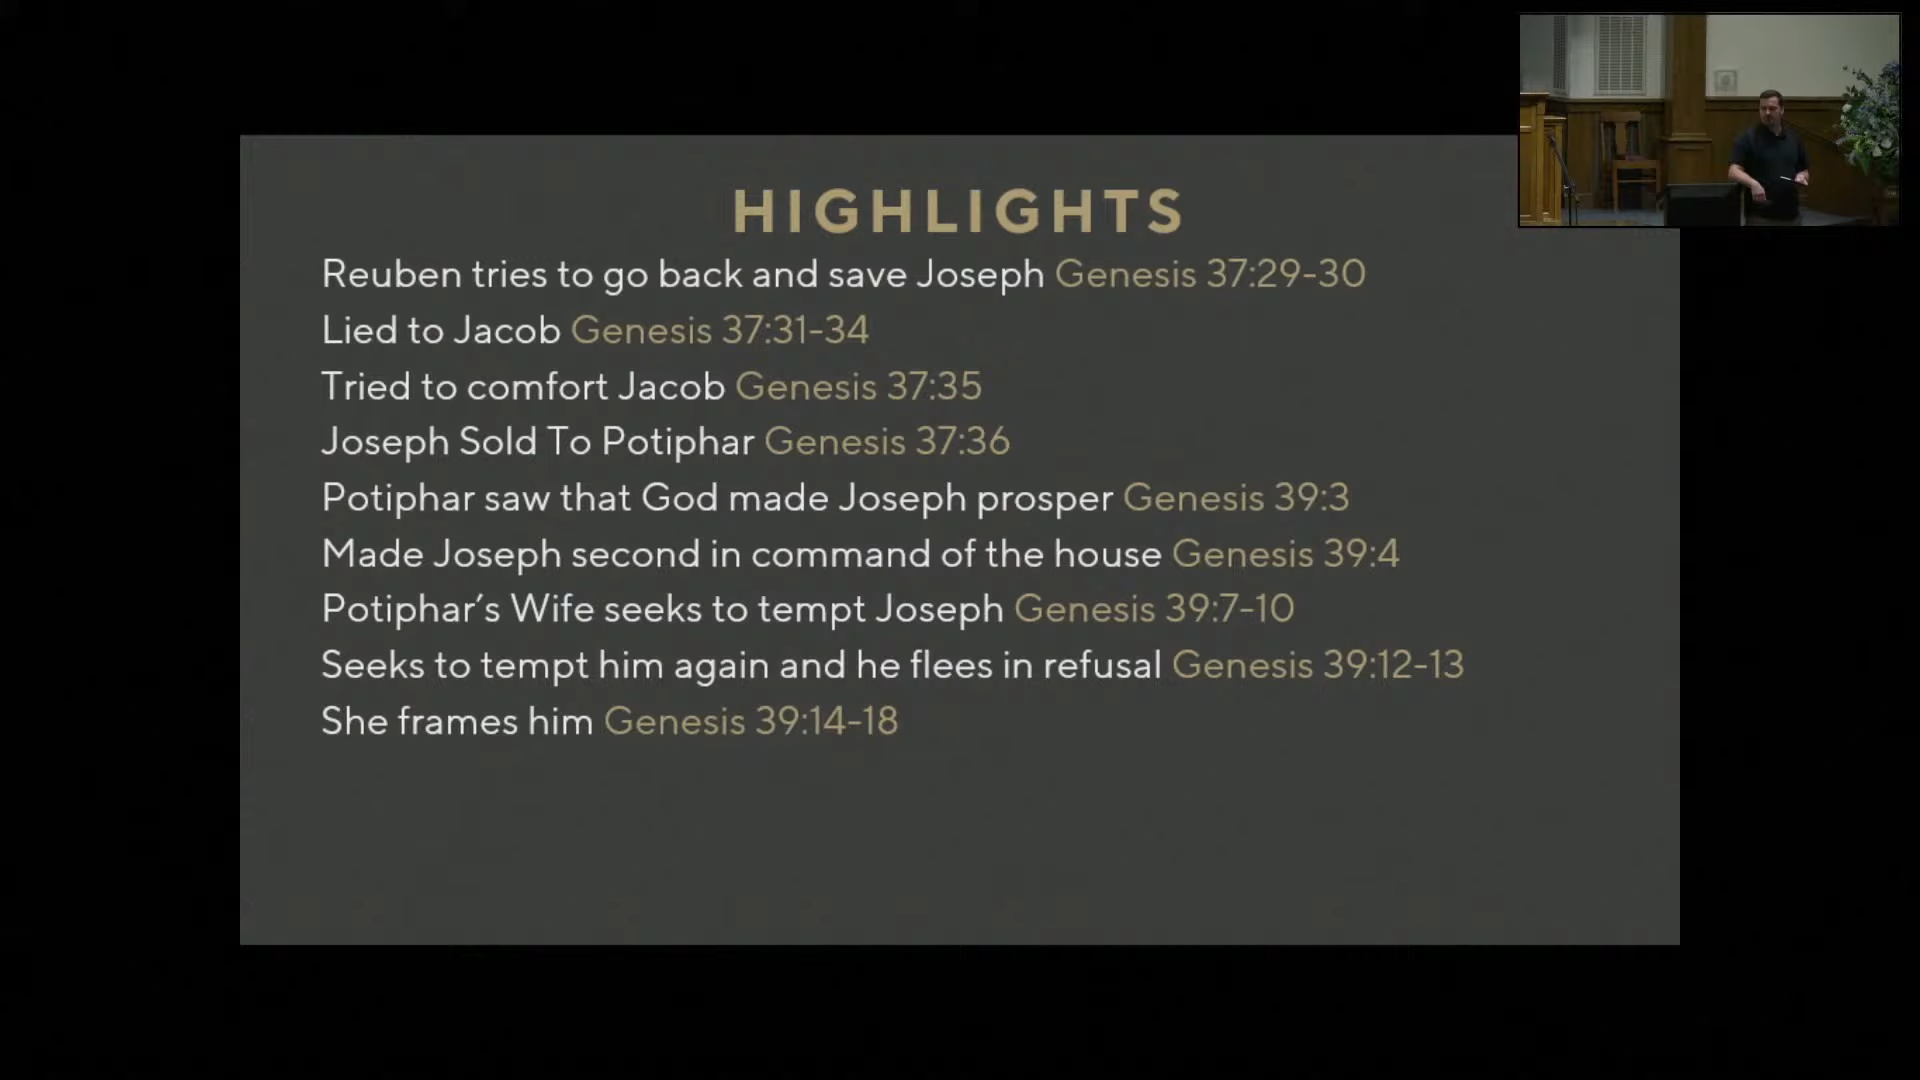 HIGHLIGHTS
Reuben tries to go back and save Joseph Genesis 37:29-30
Lied to Jacob Genesis 37:31-34
Tried to comfort Jacob Genesis 37:35
Joseph Sold To Potiphar Genesis 37:36
Potiphar saw that God made Joseph prosper Genesis 39:3
Made Joseph second in command of the house Genesis 39:4
Potiphar’s Wife seeks to tempt Joseph Genesis 39:7-10
Seeks to tempt him again and he flees in refusal Genesis 39:12-13
She frames him Genesis 39:14-18